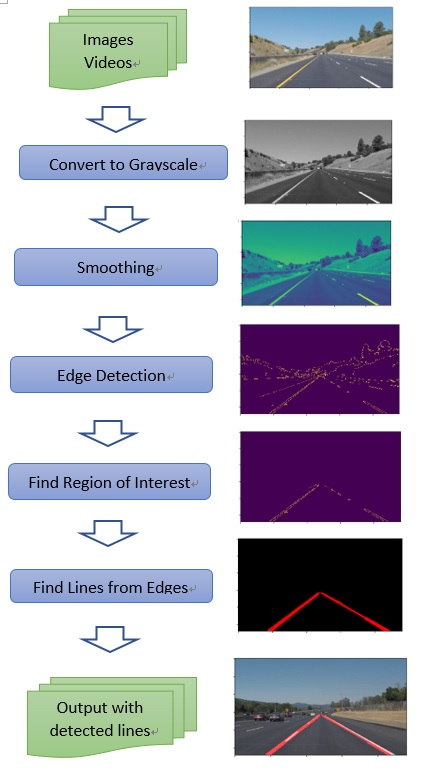 Images
Videos
Convert to Grayscale
Smoothing
Edge Detection
Find Region of Interest
Find Lines from Edges
Output with
detected lines